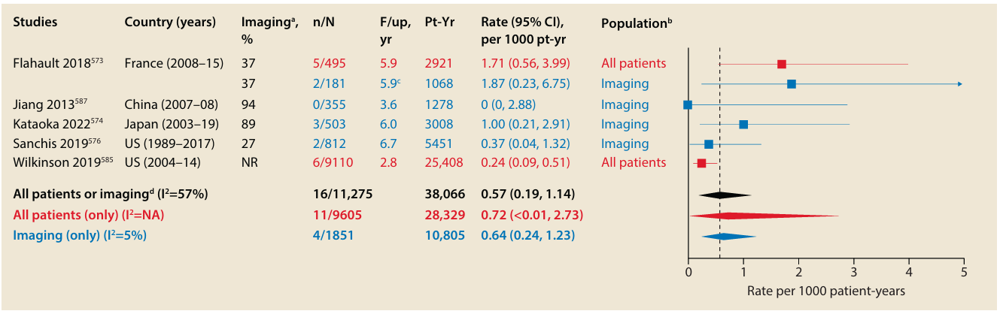 Studies Country (years) Imagingᵃ, n/N F/up, Pt-Yr Rate (95% CI), Populationᵇ
% yr per 1000 pt-yr
Flahault 2018⁵⁷³ France (2008–15) 37 5/495 5.9 2921 1.71 (0.56, 3.99) All patients
37 2/181 5.9ᶜ 1068 1.87 (0.23, 6.75) Imaging
Jiang 2013⁵⁸⁷ China (2007–08) 94 0/355 3.6 1278 0 (0, 2.88) Imaging
Kataoka 2022⁵⁷⁴ Japan (2003–19) 89 3/503 6.0 3008 1.00 (0.21, 2.91) Imaging
Sanchis 2019⁵⁷⁶ US (1989–2017) 27 2/812 6.7 5451 0.37 (0.04, 1.32) Imaging
Wilkinson 2019⁵⁸⁵ US (2004–14) NR 6/9110 2.8 25,408 0.24 (0.09, 0.51) All patients
All patients or imagingᵈ (I²=57%) 16/11,275 38,066 0.57 (0.19, 1.14)
All patients (only) (I²=NA) 11/9605 28,329 0.72 (<0.01, 2.73)
Imaging (only) (I²=5%) 4/1851 10,805 0.64 (0.24, 1.23)
0 1 2 3 4 5
Rate per 1000 patient-years